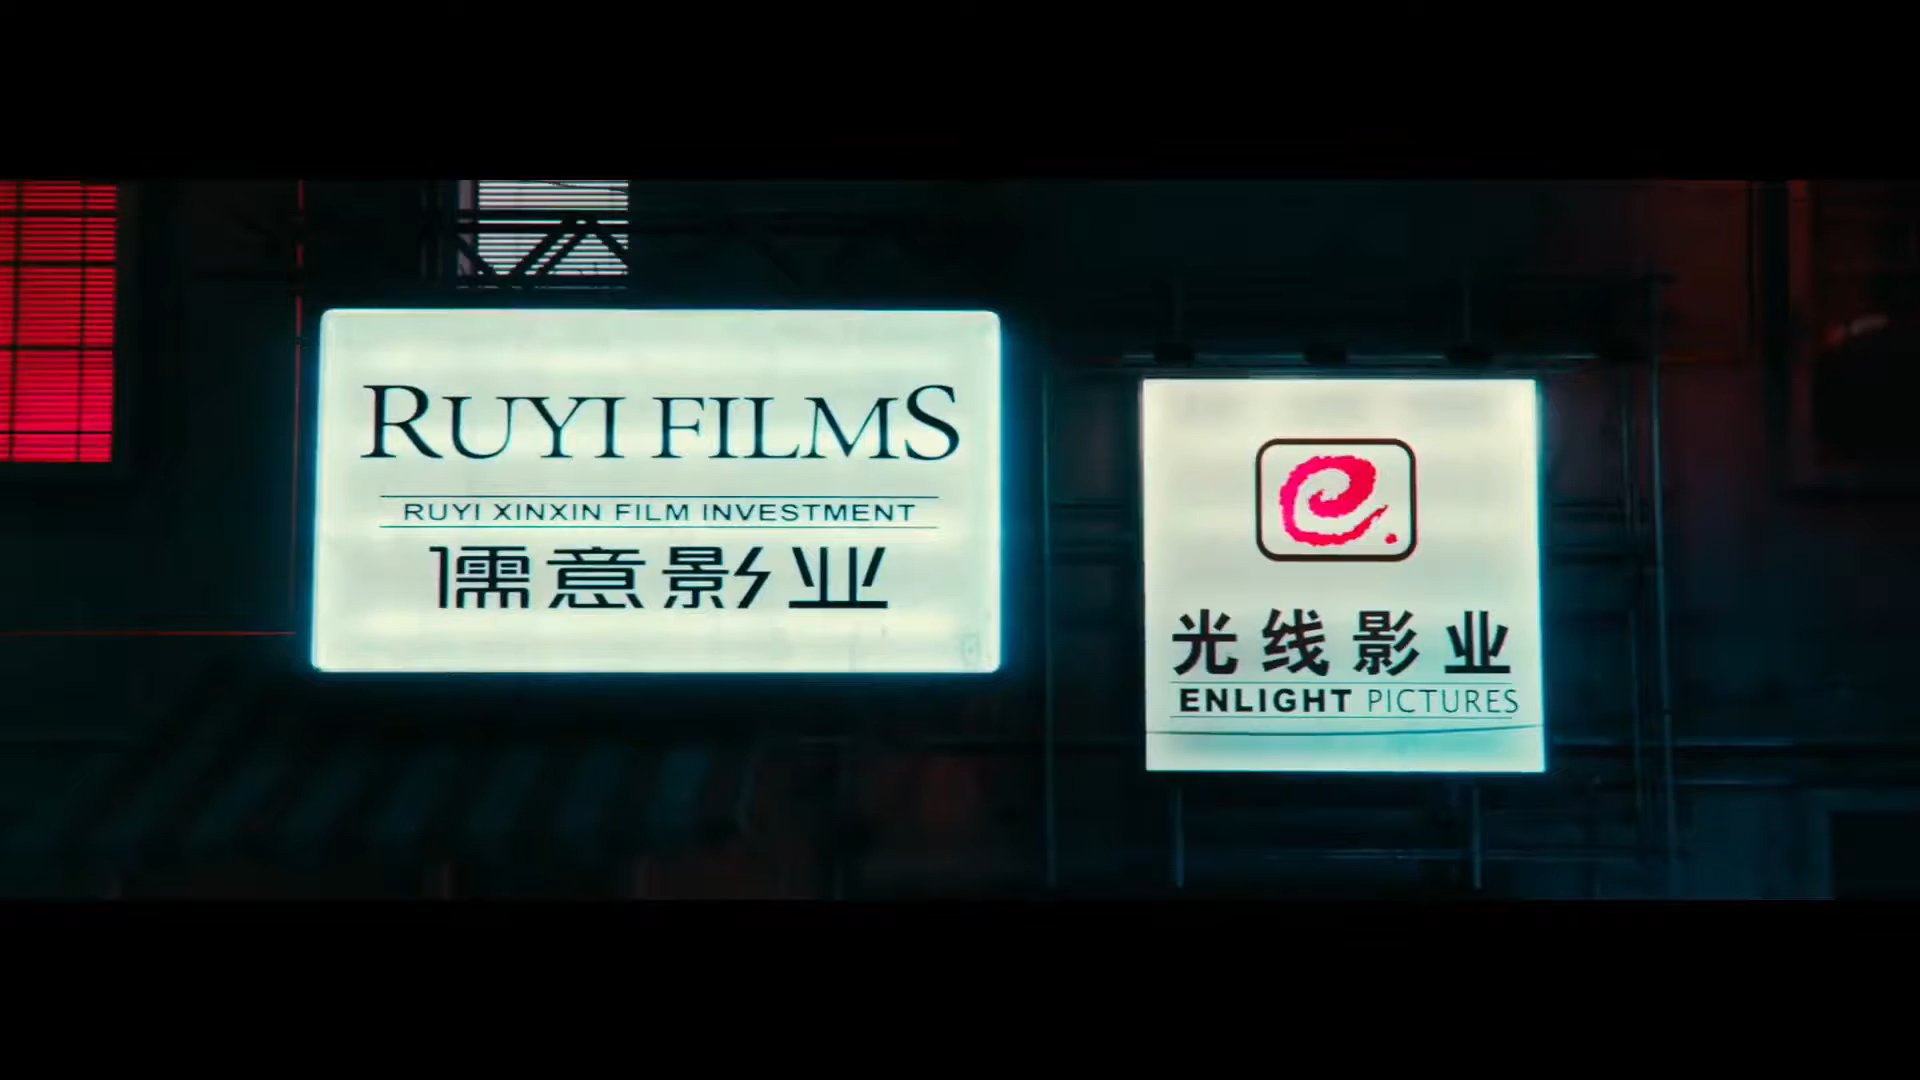 RUYI FILMS
RUYI XINXIN FILM INVESTMENT
儒意影业
光线影业
ENLIGHT PICTURES